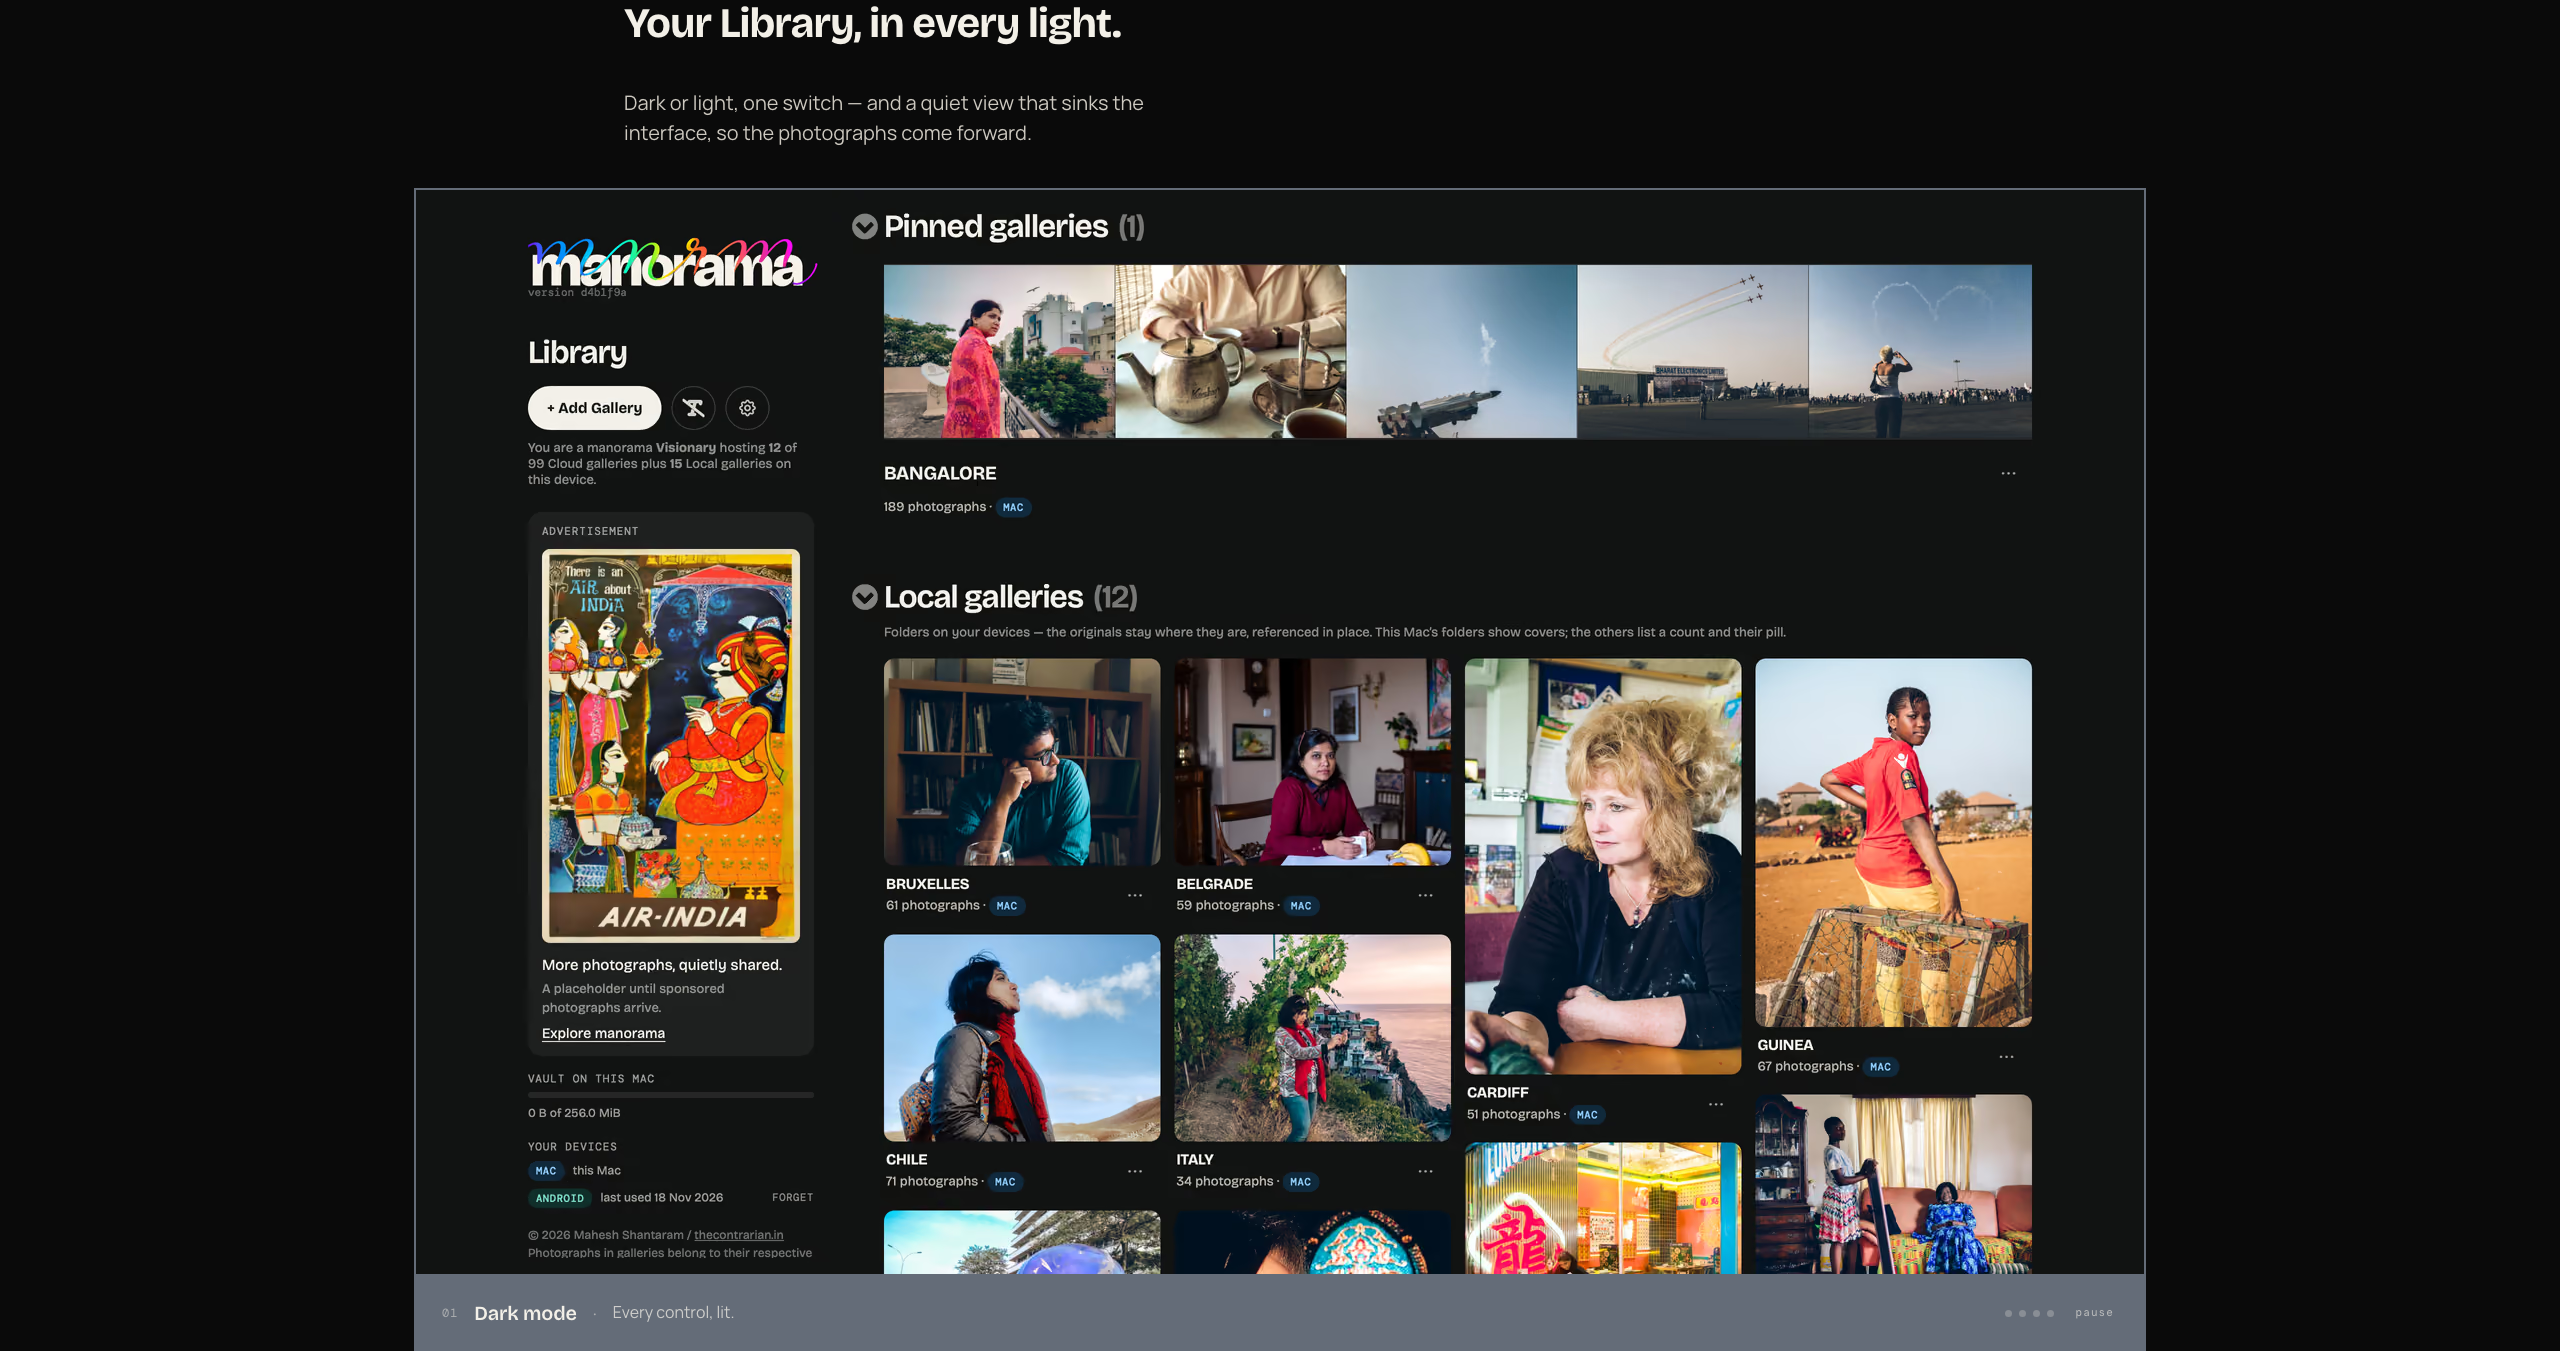 Your Library, in every light.
Dark or light, one switch — and a quiet view that sinks the
interface, so the photographs come forward.
manorama
version d4b1f9a
Library
+ Add Gallery
You are a manorama Visionary hosting 12 of
99 Cloud galleries plus 15 Local galleries on
this device.
ADVERTISEMENT
There is an
AIR about
INDIA
AIR-INDIA
More photographs, quietly shared.
A placeholder until sponsored
photographs arrive.
Explore manorama
VAULT ON THIS MAC
0 B of 256.0 MiB
YOUR DEVICES
MAC this Mac
ANDROID last used 18 Nov 2026 FORGET
© 2026 Mahesh Shantaram / thecontrarian.in
Photographs in galleries belong to their respective
Pinned galleries (1)
BHARAT ELECTRONICS LIMITED
BANGALORE
189 photographs · MAC
Local galleries (12)
Folders on your devices — the originals stay where they are, referenced in place. This Mac's folders show covers; the others list a count and their pill.
BRUXELLES
61 photographs · MAC
BELGRADE
59 photographs · MAC
CARDIFF
51 photographs · MAC
GUINEA
67 photographs · MAC
CHILE
71 photographs · MAC
ITALY
34 photographs · MAC
龍
01 Dark mode · Every control, lit.
pause